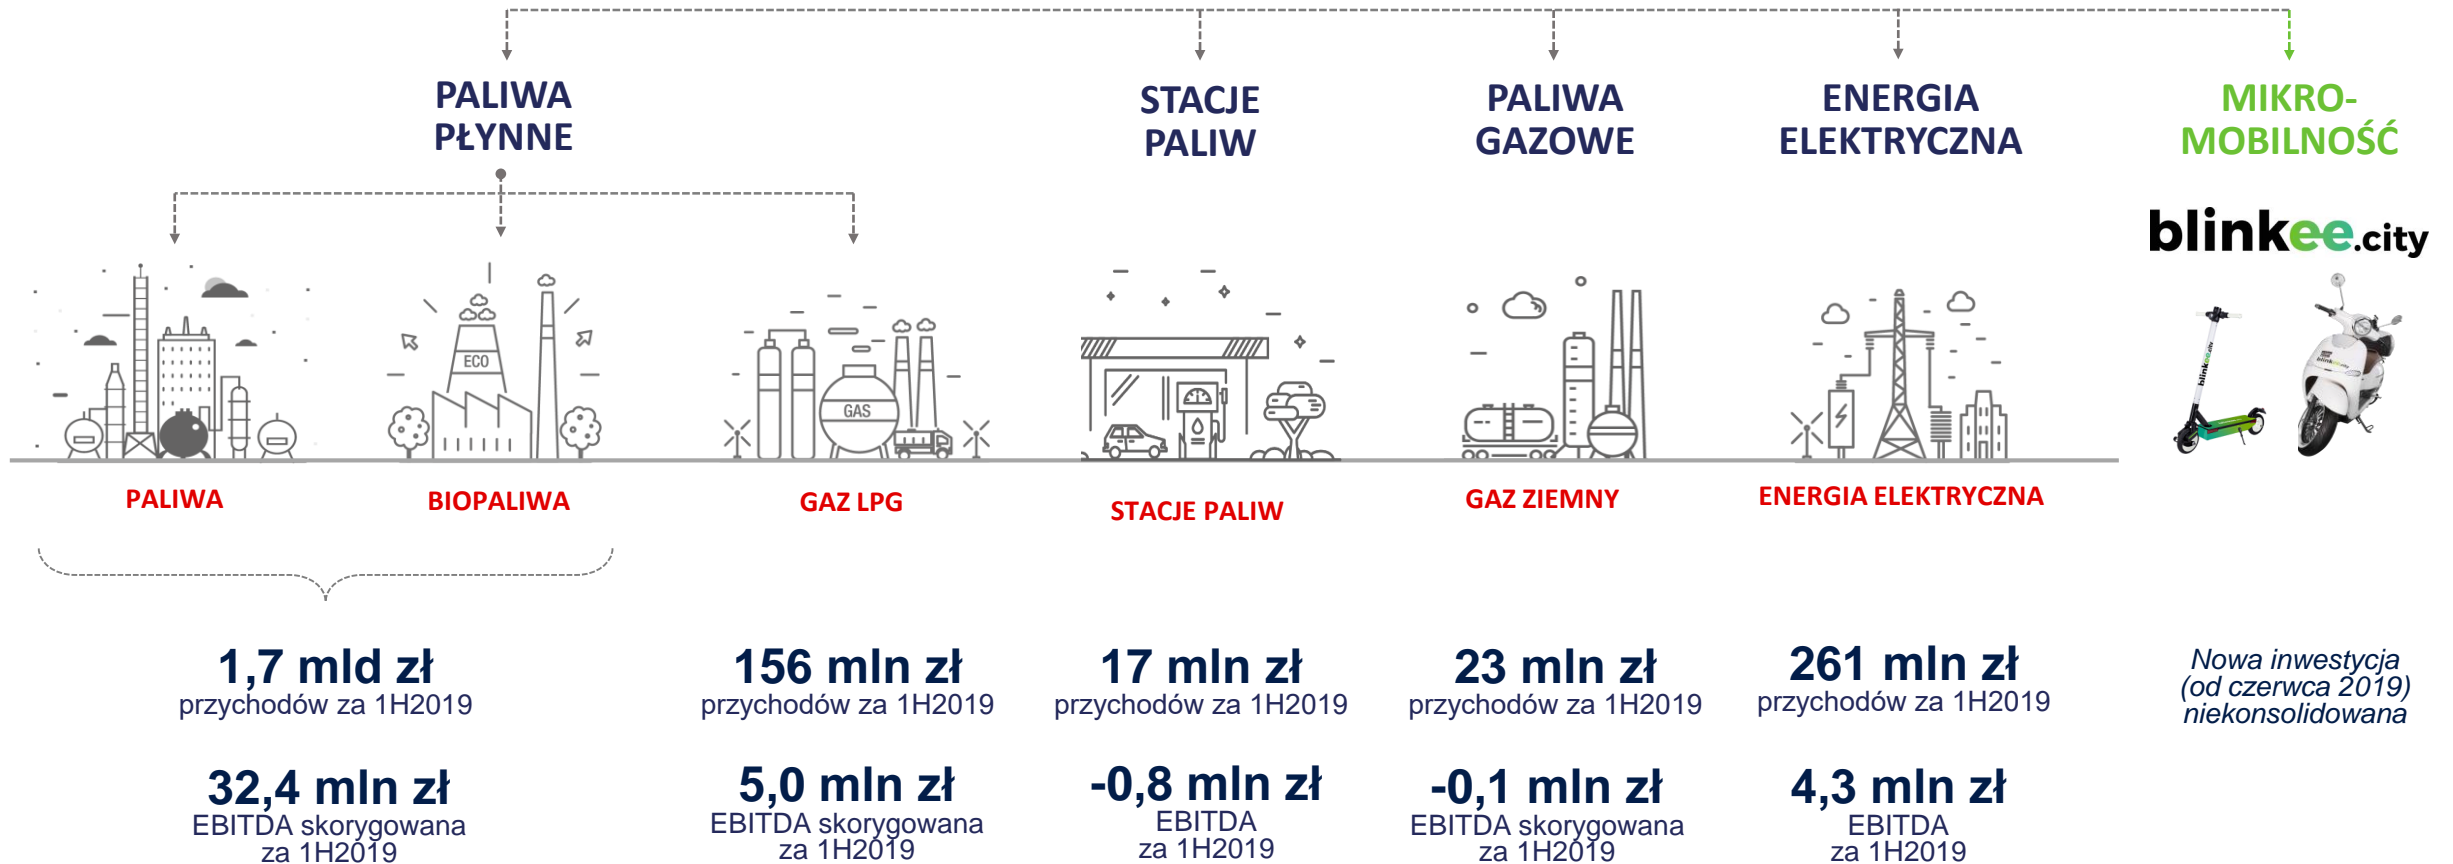 PALIWA
PŁYNNE
STACJE
PALIW
PALIWA
GAZOWE
ENERGIA
ELEKTRYCZNA
MIKRO-
MOBILNOŚĆ
blinkee.city
ECO
GAS
blinkee.city
blinkee.city
PALIWA
BIOPALIWA
GAZ LPG
STACJE PALIW
GAZ ZIEMNY
ENERGIA ELEKTRYCZNA
1,7 mld zł
przychodów za 1H2019
156 mln zł
przychodów za 1H2019
17 mln zł
przychodów za 1H2019
23 mln zł
przychodów za 1H2019
261 mln zł
przychodów za 1H2019
Nowa inwestycja
(od czerwca 2019)
niekonsolidowana
32,4 mln zł
EBITDA skorygowana
za 1H2019
5,0 mln zł
EBITDA skorygowana
za 1H2019
-0,8 mln zł
EBITDA
za 1H2019
-0,1 mln zł
EBITDA skorygowana
za 1H2019
4,3 mln zł
EBITDA
za 1H2019